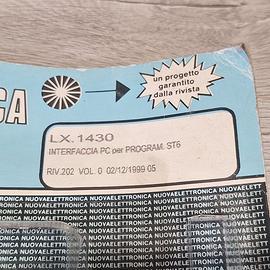 un progetto
garantito
dalla rivista
CA
LX.1430
INTERFACCIA PC per PROGRAM. ST6
RIV.202 VOL. 0 02/12/1999 05
TRONICA NUOVAELETTRONICA NUOVAELETTRONICA